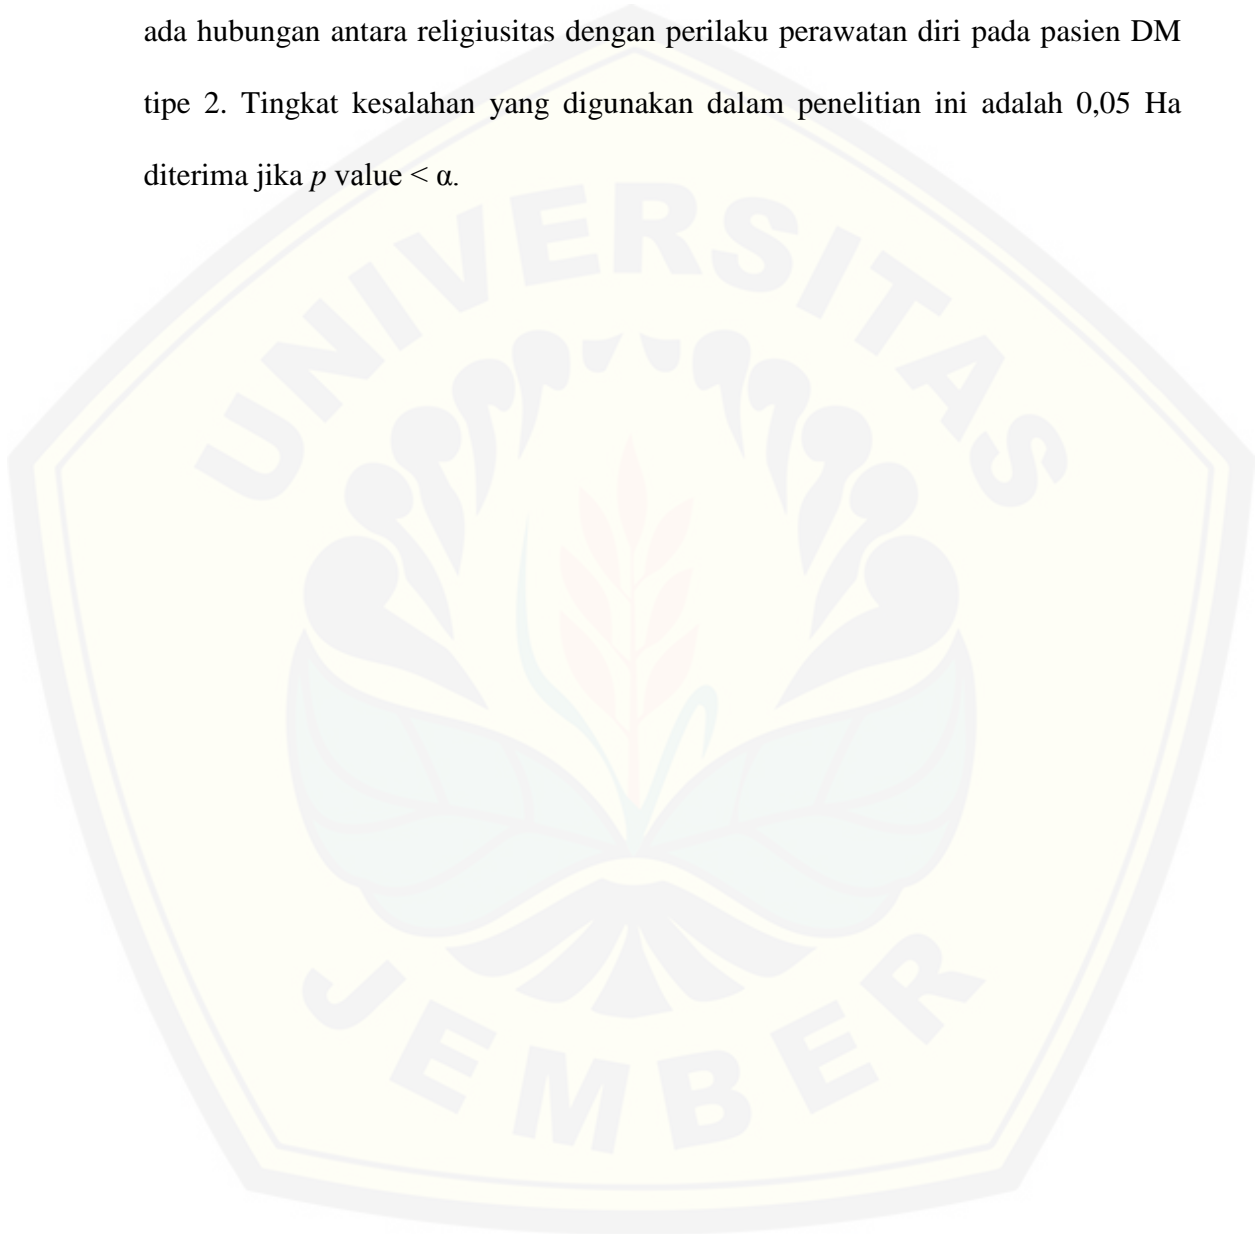 ada hubungan antara religiusitas dengan perilaku perawatan diri pada pasien DM
tipe 2. Tingkat kesalahan yang digunakan dalam penelitian ini adalah 0,05 Ha
diterima jika p value < α.
UNIVERSITAS
JEMBER